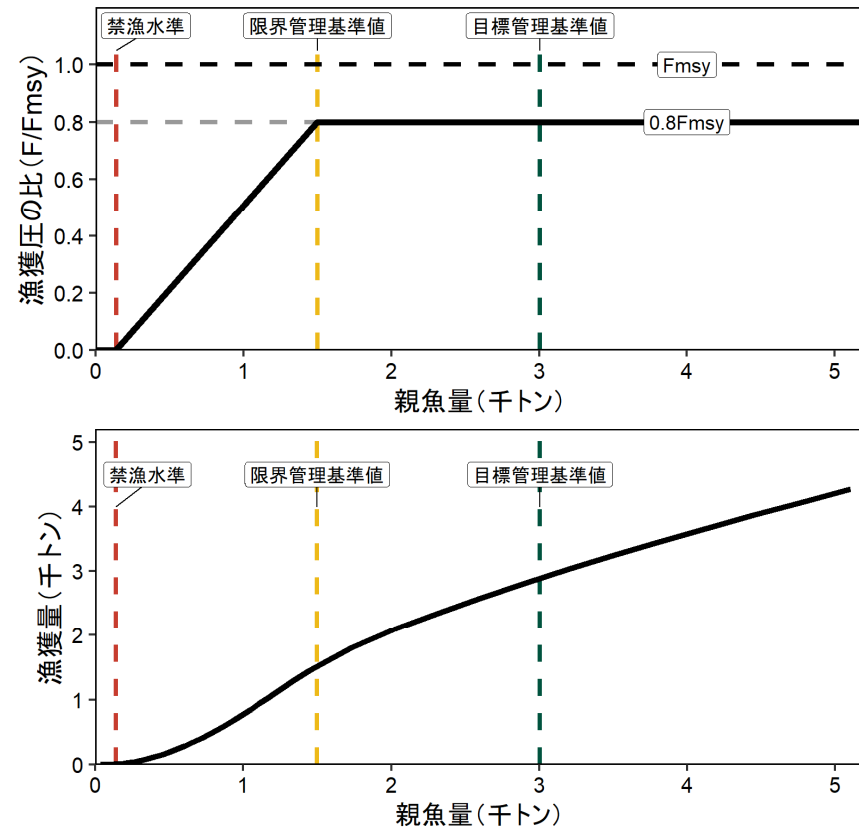 禁漁水準 限界管理基準値 目標管理基準値
漁獲圧の比(F/Fmsy)
1.0
0.8
0.6
0.4
0.2
0.0
Fmsy
0.8Fmsy
0 1 2 3 4 5
親魚量(千トン)
禁漁水準 限界管理基準値 目標管理基準値
漁獲量(千トン)
5
4
3
2
1
0
0 1 2 3 4 5
親魚量(千トン)